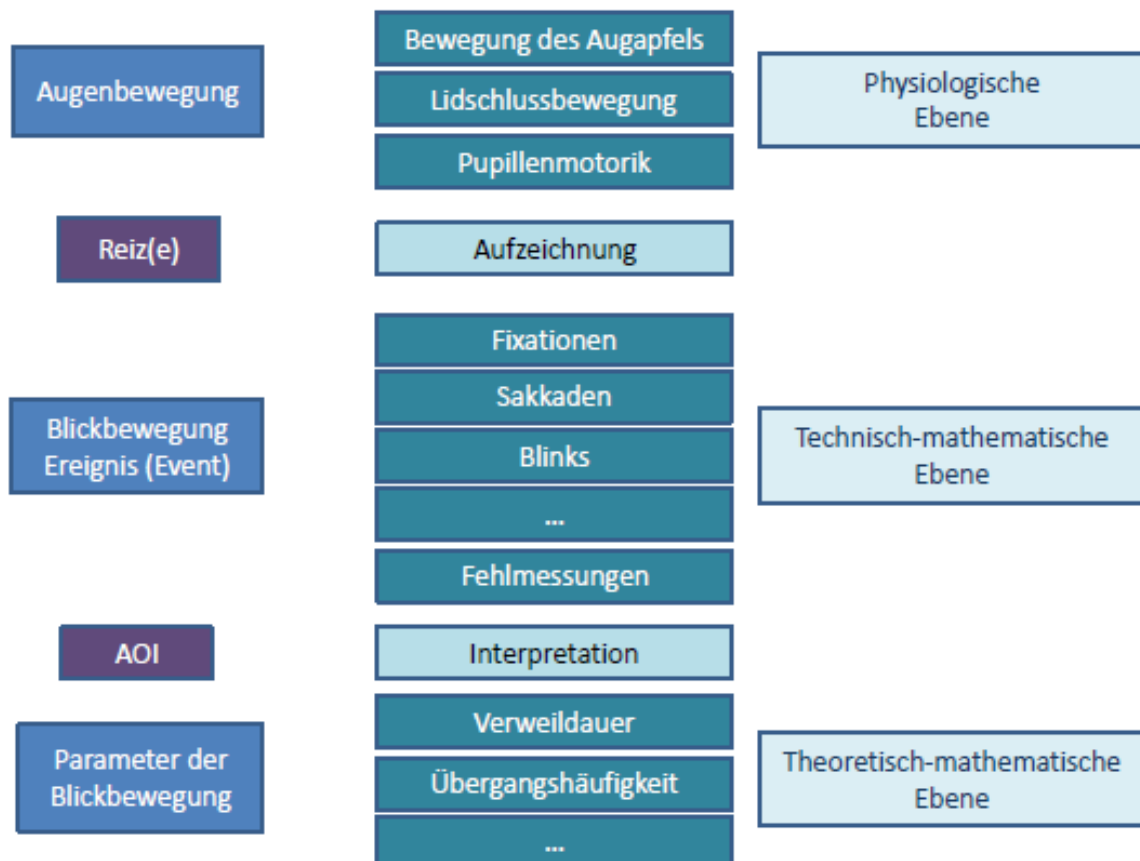 Augenbewegung
Bewegung des Augapfels
Lidschlussbewegung
Pupillenmotorik
Physiologische
Ebene
Reiz(e)
Aufzeichnung
Blickbewegung
Ereignis (Event)
Fixationen
Sakkaden
Blinks
...
Fehlmessungen
Technisch-mathematische
Ebene
AOI
Interpretation
Parameter der
Blickbewegung
Verweildauer
Übergangshäufigkeit
...
Theoretisch-mathematische
Ebene